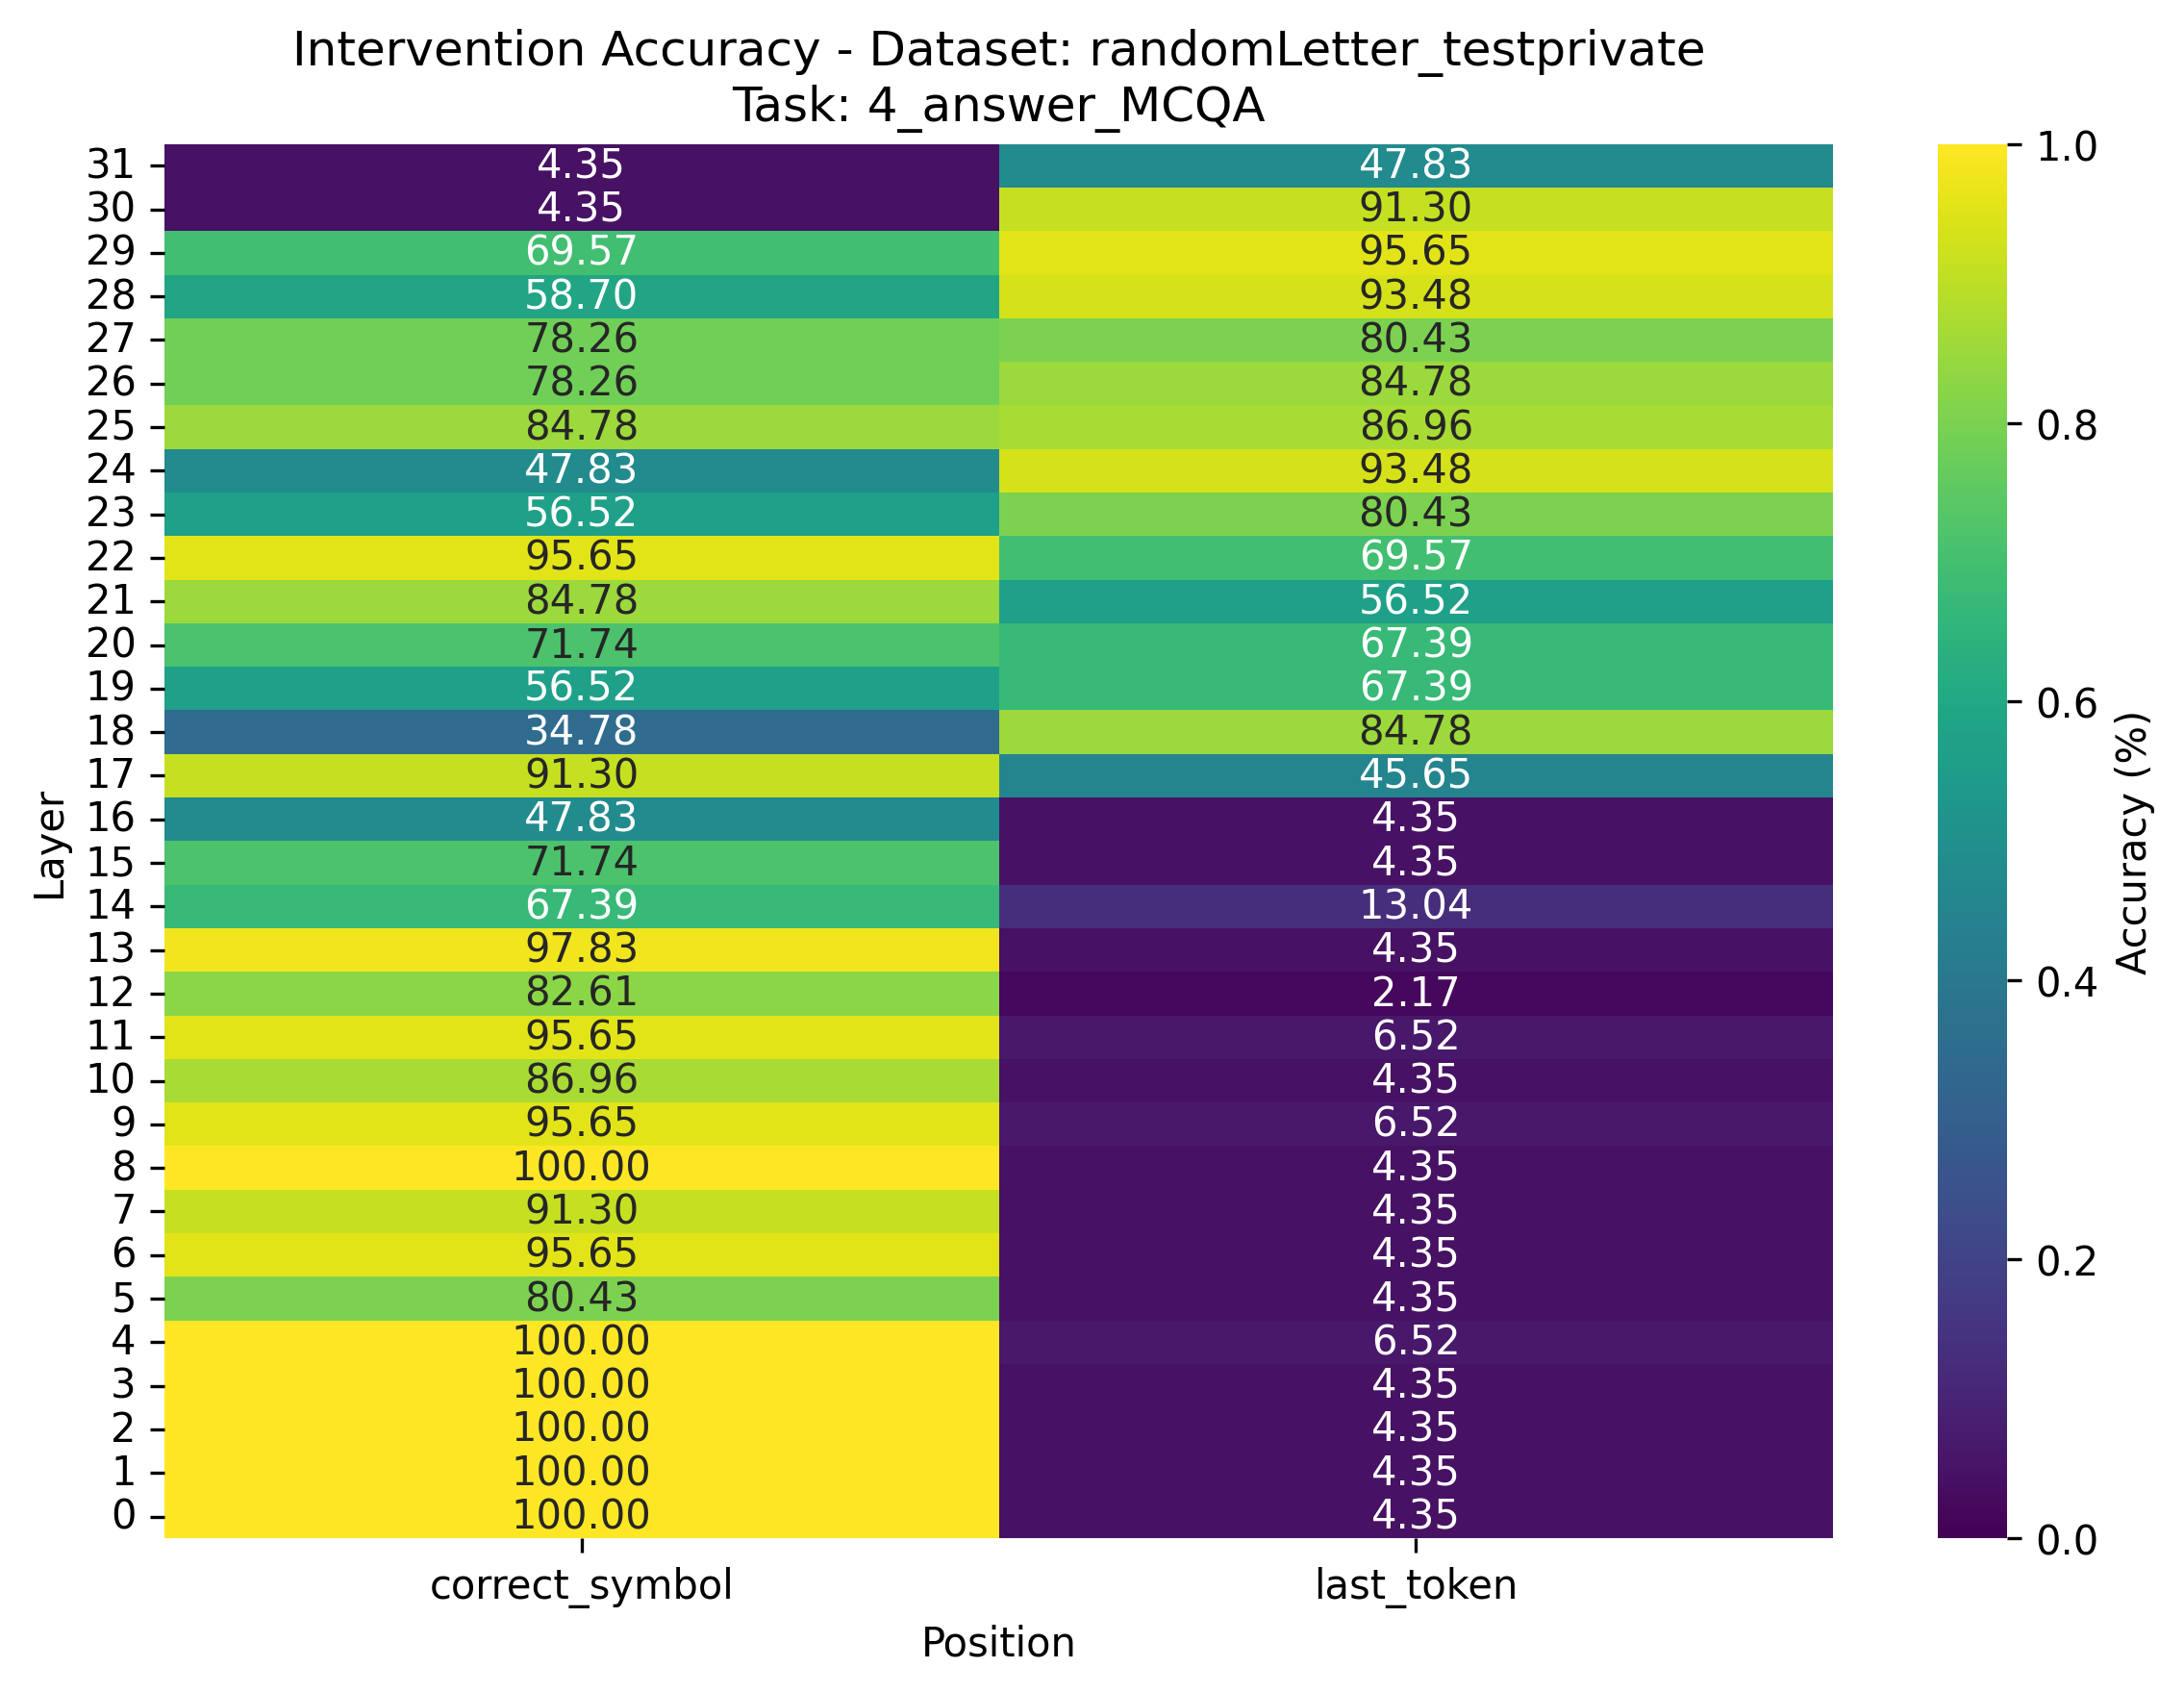 Intervention Accuracy - Dataset: randomLetter_testprivate
Task: 4_answer_MCQA
31 4.35 47.83
30 4.35 91.30
29 69.57 95.65
28 58.70 93.48
27 78.26 80.43
26 78.26 84.78
25 84.78 86.96
24 47.83 93.48
23 56.52 80.43
22 95.65 69.57
21 84.78 56.52
20 71.74 67.39
19 56.52 67.39
18 34.78 84.78
17 91.30 45.65
16 47.83 4.35
15 71.74 4.35
14 67.39 13.04
13 97.83 4.35
12 82.61 2.17
11 95.65 6.52
10 86.96 4.35
9 95.65 6.52
8 100.00 4.35
7 91.30 4.35
6 95.65 4.35
5 80.43 4.35
4 100.00 6.52
3 100.00 4.35
2 100.00 4.35
1 100.00 4.35
0 100.00 4.35
Layer
correct_symbol last_token
Position
1.0
0.8
0.6
0.4
0.2
0.0
Accuracy (%)